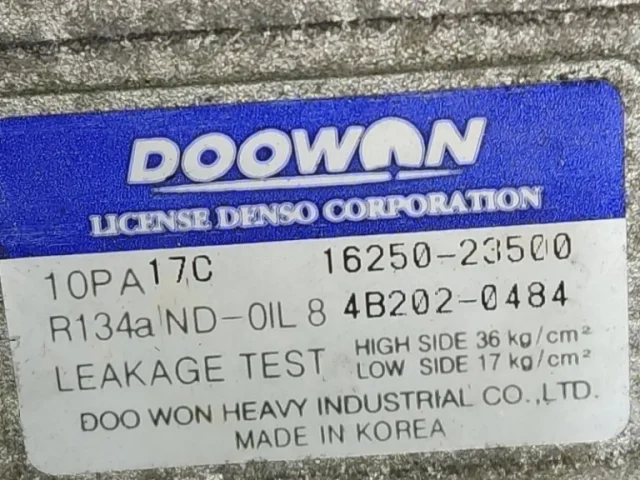 DOOWON
LICENSE DENSO CORPORATION
10PA17C 16250-23500
R134a ND-OIL 8 4B202-0484
LEAKAGE TEST HIGH SIDE 36 kg/cm²
LOW SIDE 17 kg/cm²
DOO WON HEAVY INDUSTRIAL CO.,LTD.
MADE IN KOREA